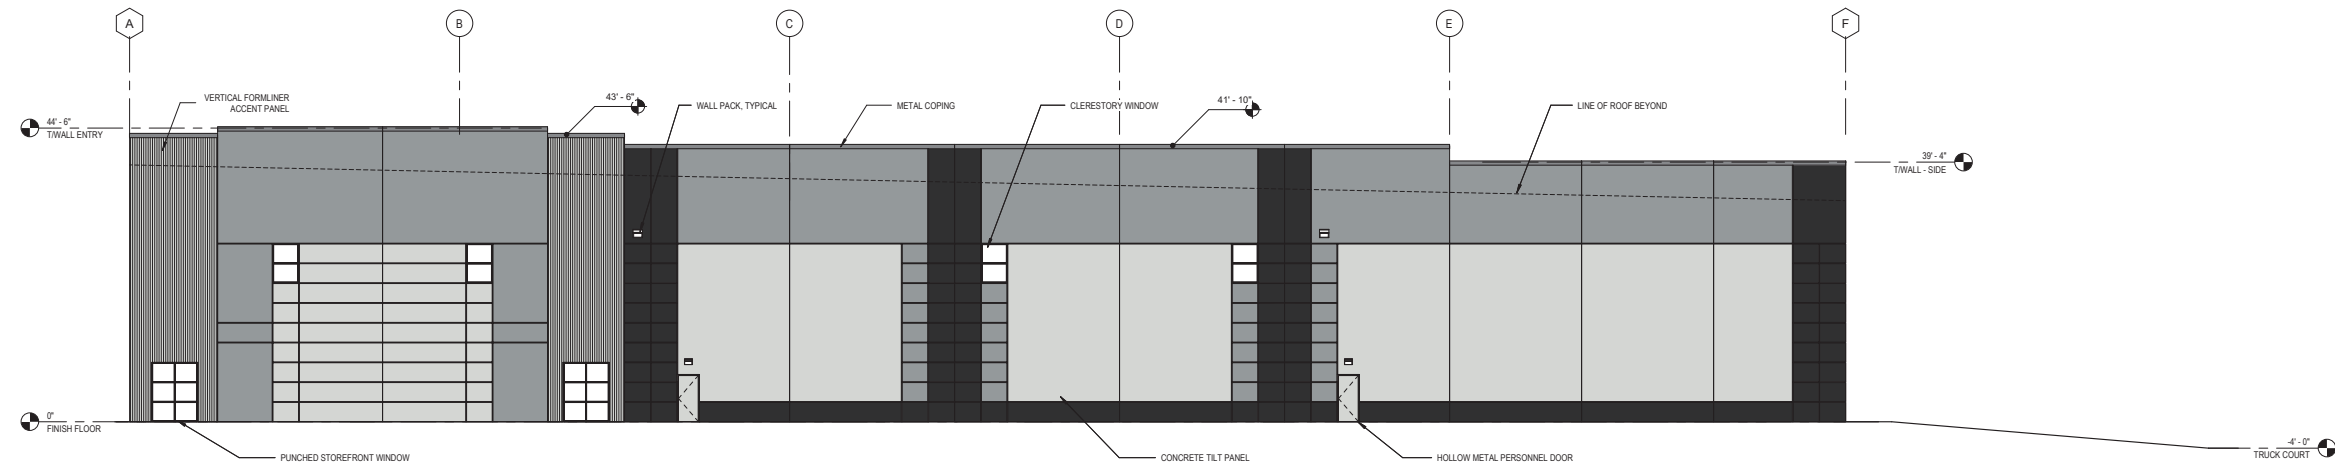 A
B
C
D
E
F
VERTICAL FORMLINER
ACCENT PANEL
43' - 6"
WALL PACK, TYPICAL
METAL COPING
CLERESTORY WINDOW
41' - 10"
LINE OF ROOF BEYOND
44' - 6"
T/WALL ENTRY
39' - 4"
T/WALL - SIDE
0"
FINISH FLOOR
PUNCHED STOREFRONT WINDOW
CONCRETE TILT PANEL
HOLLOW METAL PERSONNEL DOOR
-4' - 0"
TRUCK COURT